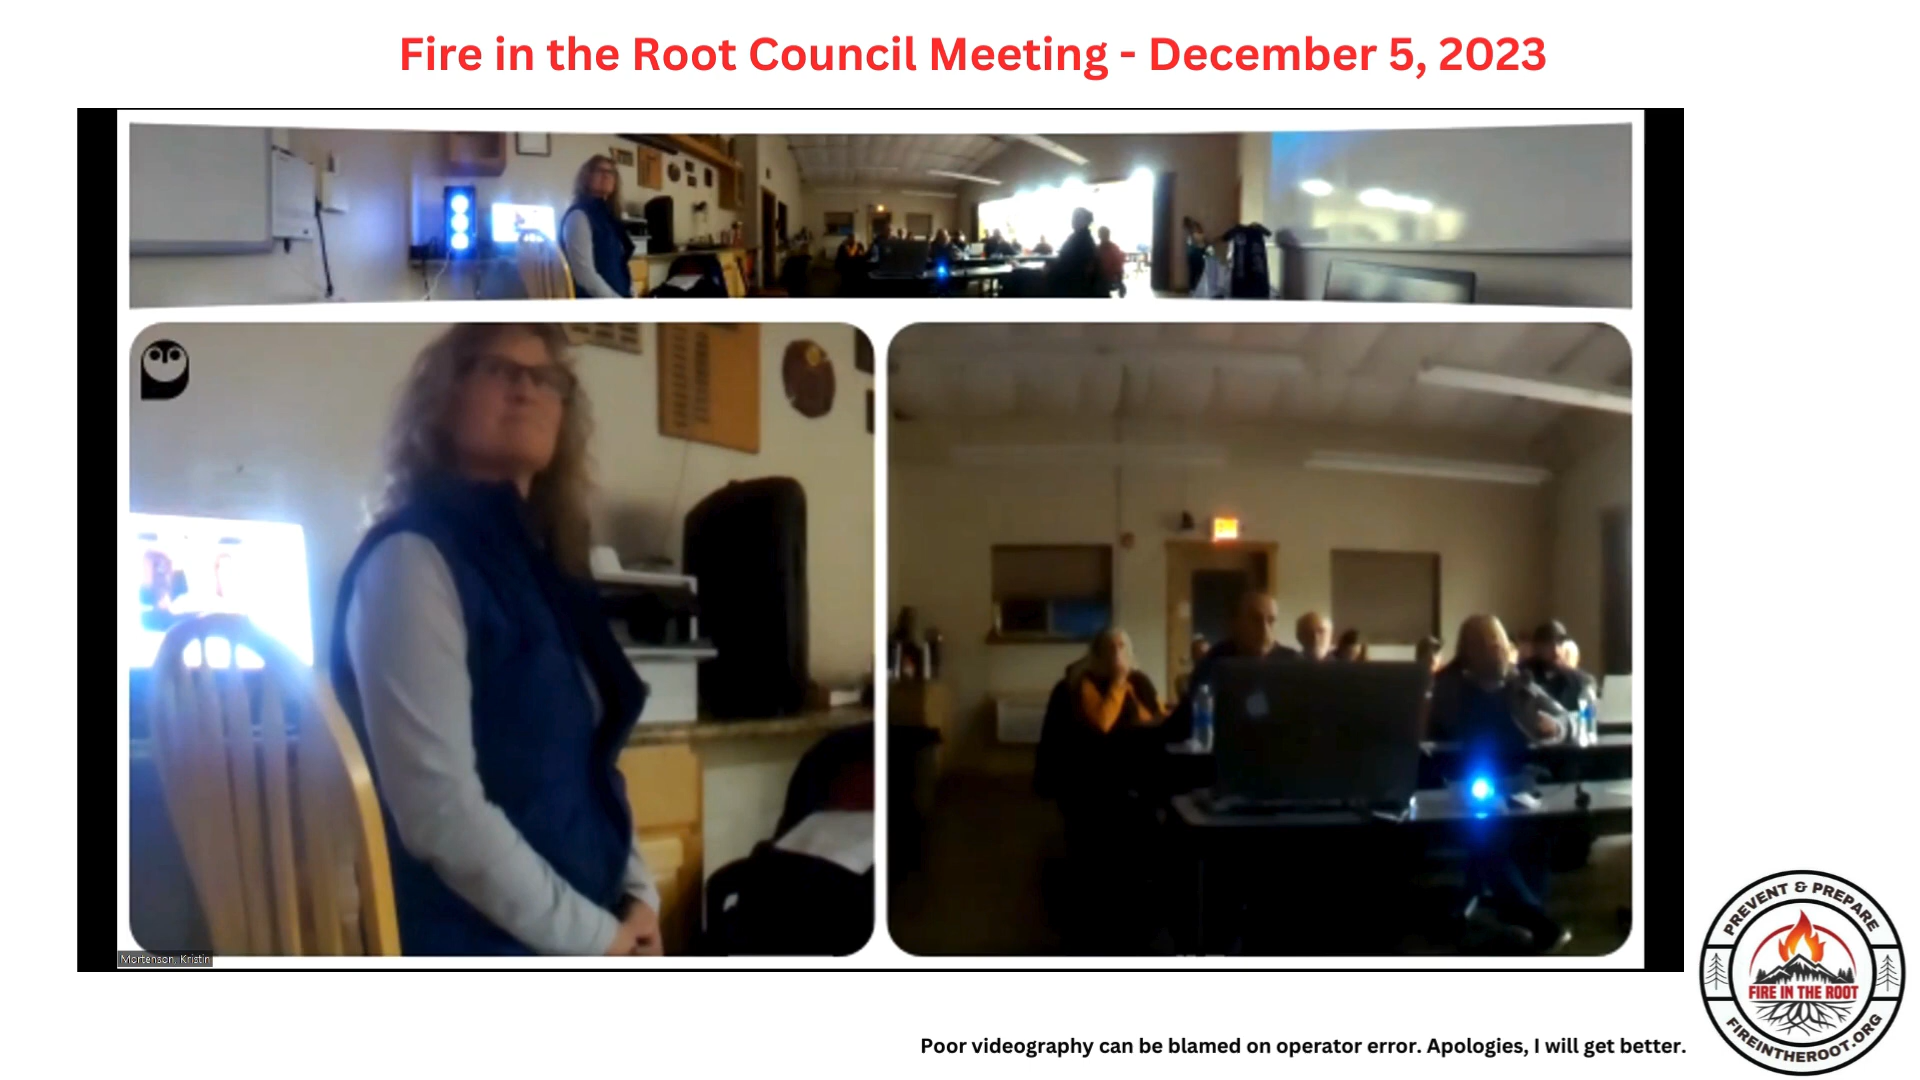 Fire in the Root Council Meeting - December 5, 2023
Mortenson, Kristin
PREVENT & PREPARE
FIRE IN THE ROOT
FIREINTHEROOT.ORG
Poor videography can be blamed on operator error. Apologies, I will get better.